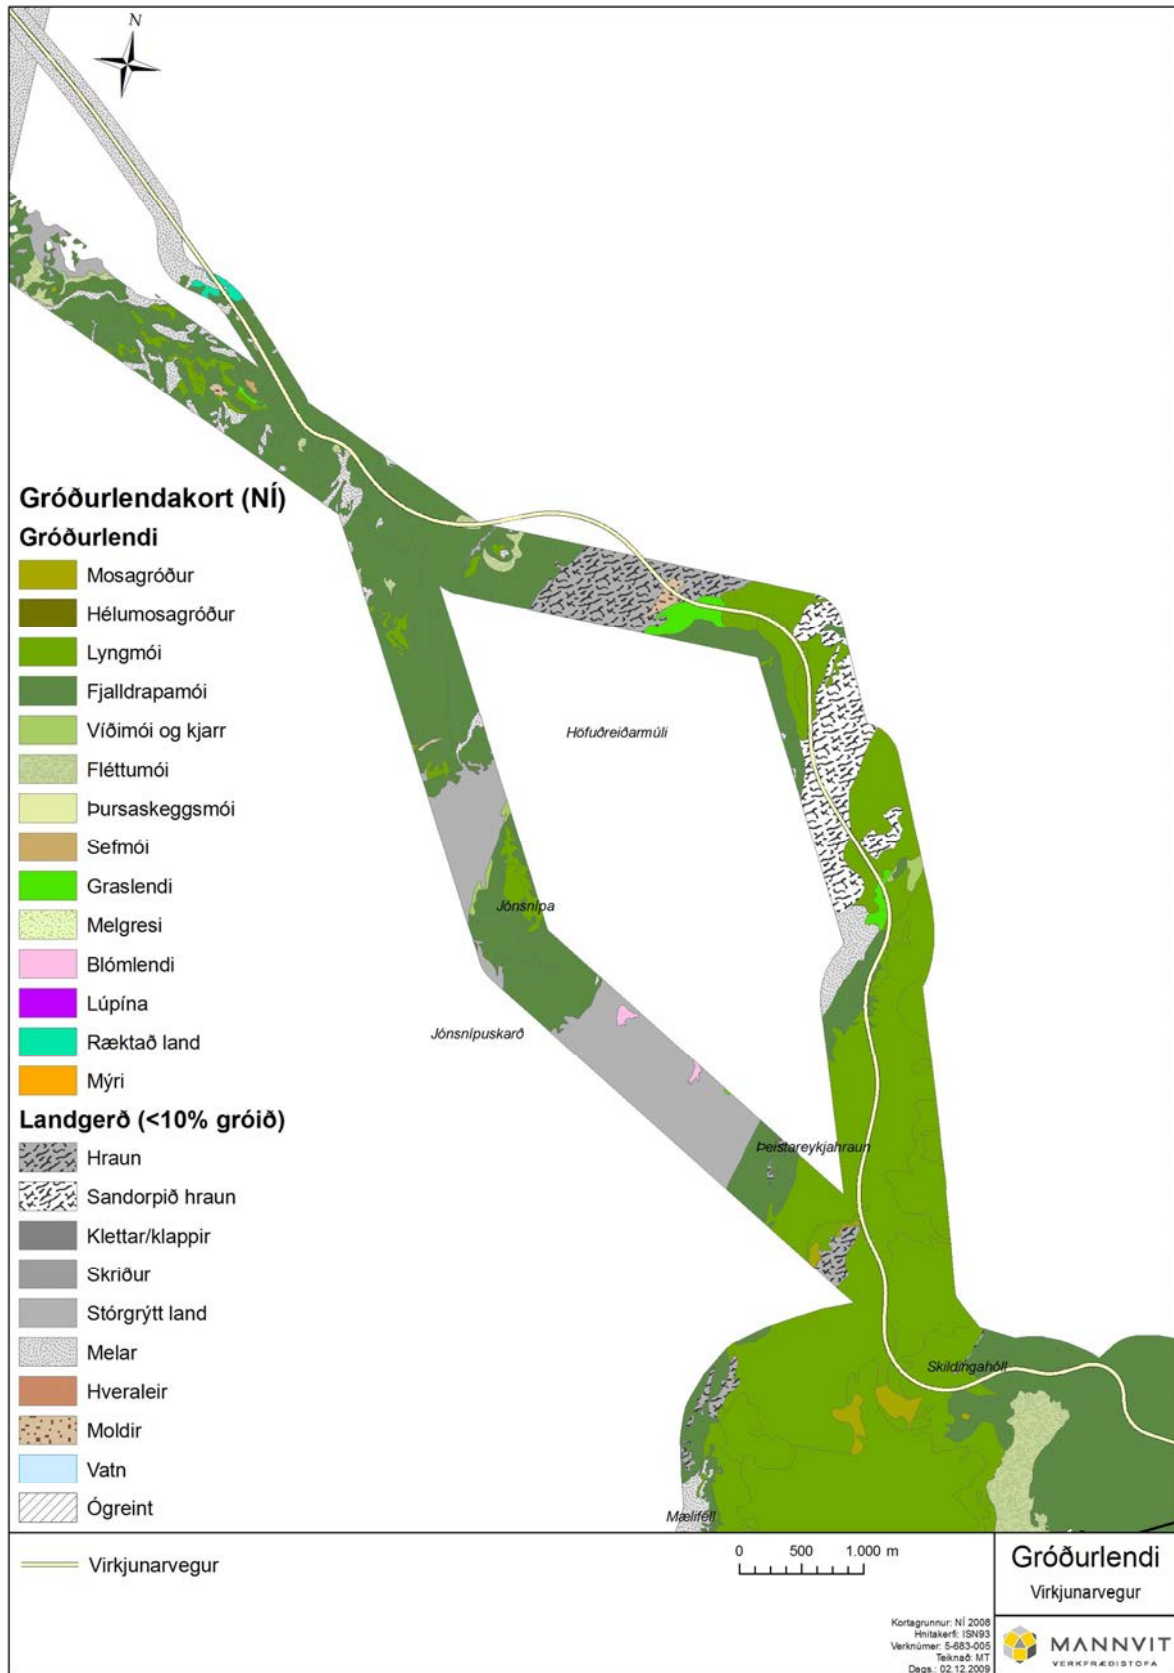 N
Gróðurlendakort (NÍ)
Gróðurlendi
Mosagróður
Hélumosagróður
Lyngmói
Fjalldrapamói
Víðimói og kjarr
Fléttumói
Þursaskeggsmói
Sefmói
Graslendi
Melgresi
Blómlendi
Lúpína
Ræktað land
Mýri
Landgerð (<10% gróið)
Hraun
Sandorpið hraun
Klettar/klappir
Skriður
Stórgrýtt land
Melar
Hveraleir
Moldir
Vatn
Ógreint
Höfuðreiðarmúli
Jónsnípa
Jónsnípuskarð
Þeistareykjahraun
Skildingahóll
Mælifell
Virkjunarvegur
0 500 1.000 m
Gróðurlendi
Virkjunarvegur
Kortagrunnur: NÍ 2008
Hnitakerfi: ISN93
Verknúmer: 5-683-005
Teiknað: MT
Dags.: 02.12.2009
MANNVIT
VERKFRÆÐISTOFA